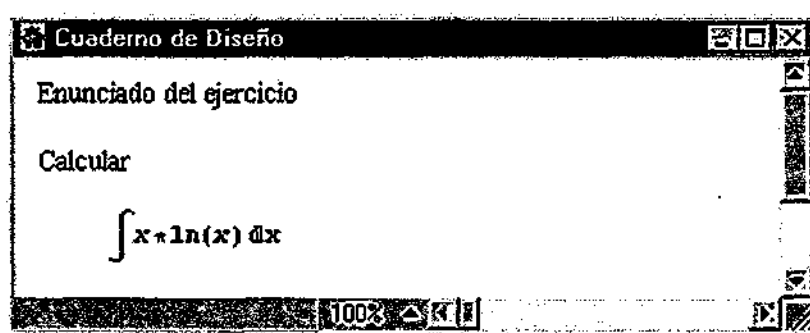 Cuaderno de Diseño
Enunciado del ejercicio
Calcular
∫x*ln(x) dx
100%